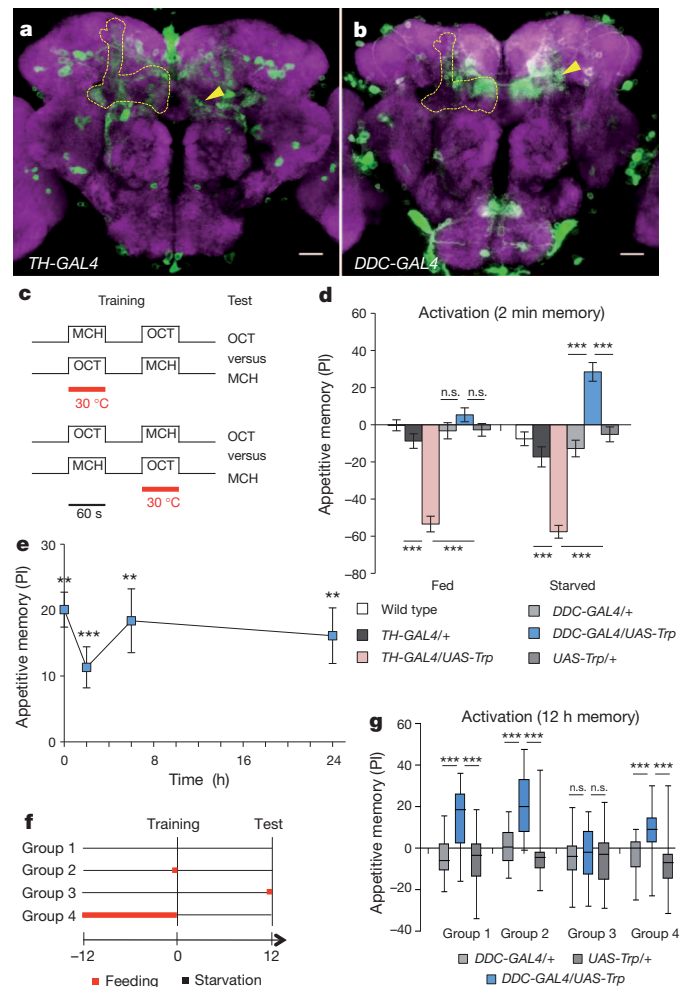 a
TH-GAL4
b
DDC-GAL4
c
Training
Test
MCH
OCT
OCT
versus
OCT
MCH
MCH
30 °C
OCT
MCH
OCT
versus
MCH
OCT
MCH
60 s
30 °C
d
Activation (2 min memory)
Appetitive memory (PI)
60
40
20
0
−20
−40
−60
−80
n.s.
n.s.
***
***
***
***
***
***
Fed
Starved
Wild type
DDC-GAL4/+
TH-GAL4/+
DDC-GAL4/UAS-Trp
TH-GAL4/UAS-Trp
UAS-Trp/+
e
Appetitive memory (PI)
30
20
10
0
**
***
**
**
0
4
8
12
16
20
24
Time (h)
f
Training
Test
Group 1
Group 2
Group 3
Group 4
−12
0
12
Feeding
Starvation
g
Activation (12 h memory)
Appetitive memory (PI)
60
40
20
0
−20
−40
***
***
***
***
n.s.
n.s.
***
***
Group 1
Group 2
Group 3
Group 4
DDC-GAL4/+
UAS-Trp/+
DDC-GAL4/UAS-Trp